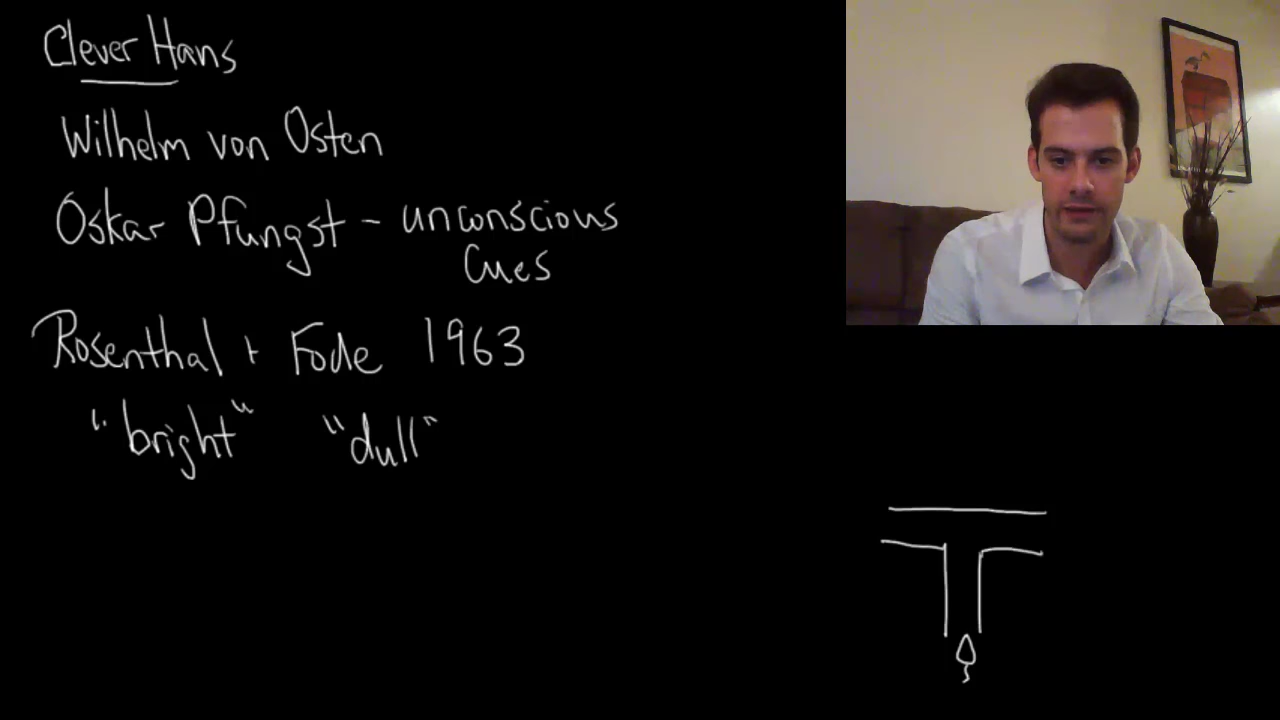 Clever Hans
Wilhelm von Osten
Oskar Pfungst - unconscious
Cues
Rosenthal + Fode 1963
"bright" "dull"